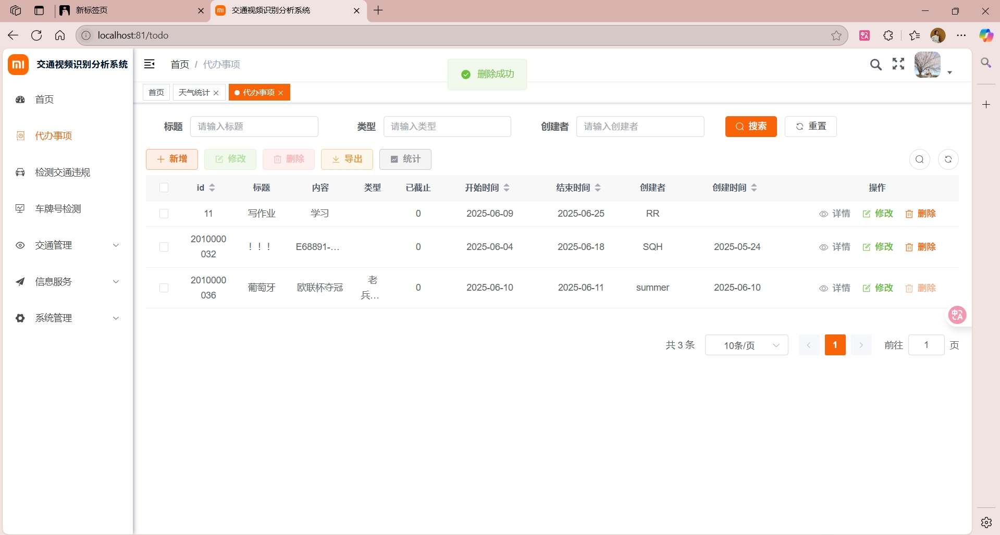 新标签页
交通视频识别分析系统
localhost:81/todo
交通视频识别分析系统
首页 / 代办事项
删除成功
首页
天气统计
代办事项
首页
代办事项
检测交通违规
车牌号检测
交通管理
信息服务
系统管理
标题 请输入标题 类型 请输入类型 创建者 请输入创建者 搜索 重置
新增 修改 删除 导出 统计
id 标题 内容 类型 已截止 开始时间 结束时间 创建者 创建时间 操作
11 写作业 学习 0 2025-06-09 2025-06-25 RR 详情 修改 删除
2010000032 ！！！ E68891-... 0 2025-06-04 2025-06-18 SQH 2025-05-24 详情 修改 删除
2010000036 葡萄牙 欧联杯夺冠 老兵... 0 2025-06-10 2025-06-11 summer 2025-06-10 详情 修改 删除
共 3 条 10条/页 1 前往 1 页